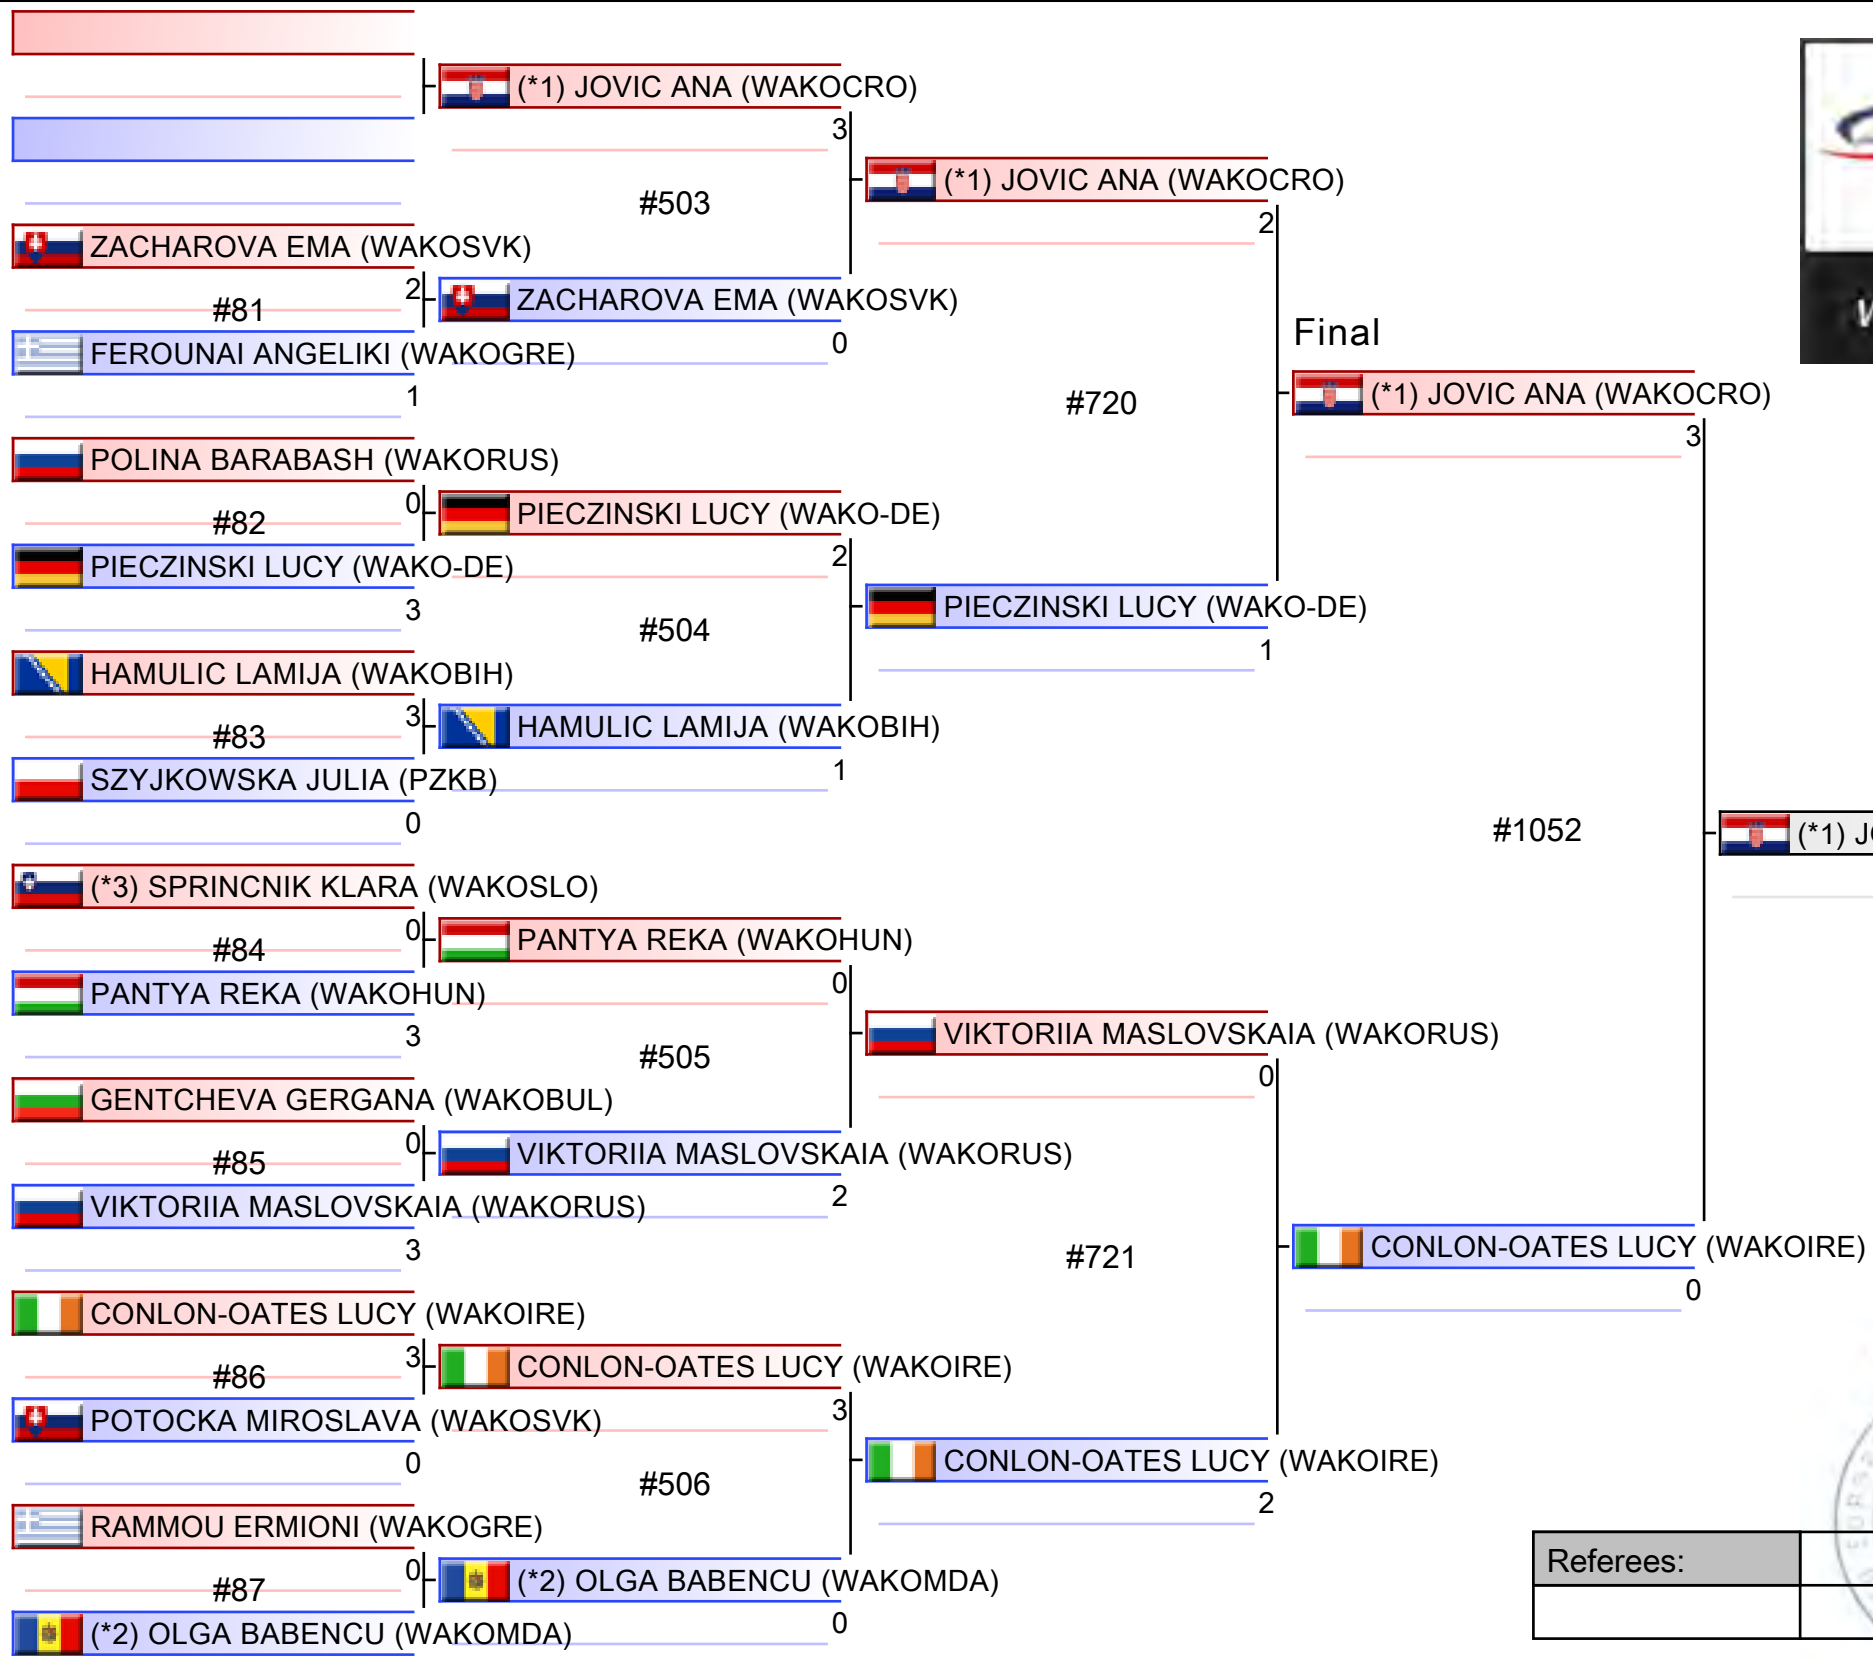 (*1) JOVIC ANA (WAKOCRO)
3
#503
ZACHAROVA EMA (WAKOSVK)
2
#81
FEROUNAI ANGELIKI (WAKOGRE)
1
ZACHAROVA EMA (WAKOSVK)
0
(*1) JOVIC ANA (WAKOCRO)
2
#720
POLINA BARABASH (WAKORUS)
0
#82
PIECZINSKI LUCY (WAKO-DE)
3
PIECZINSKI LUCY (WAKO-DE)
2
#504
HAMULIC LAMIJA (WAKOBIH)
3
#83
SZYJKOWSKA JULIA (PZKB)
0
HAMULIC LAMIJA (WAKOBIH)
1
PIECZINSKI LUCY (WAKO-DE)
1
Final
(*1) JOVIC ANA (WAKOCRO)
3
#1052
(*1) JO
(*3) SPRINCNIK KLARA (WAKOSLO)
0
#84
PANTYA REKA (WAKOHUN)
3
PANTYA REKA (WAKOHUN)
0
#505
GENTCHEVA GERGANA (WAKOBUL)
0
#85
VIKTORIIA MASLOVSKAIA (WAKORUS)
3
VIKTORIIA MASLOVSKAIA (WAKORUS)
2
VIKTORIIA MASLOVSKAIA (WAKORUS)
0
#721
CONLON-OATES LUCY (WAKOIRE)
0
CONLON-OATES LUCY (WAKOIRE)
3
#86
POTOCKA MIROSLAVA (WAKOSVK)
0
CONLON-OATES LUCY (WAKOIRE)
3
#506
CONLON-OATES LUCY (WAKOIRE)
2
RAMMOU ERMIONI (WAKOGRE)
0
#87
(*2) OLGA BABENCU (WAKOMDA)
(*2) OLGA BABENCU (WAKOMDA)
0
Referees: